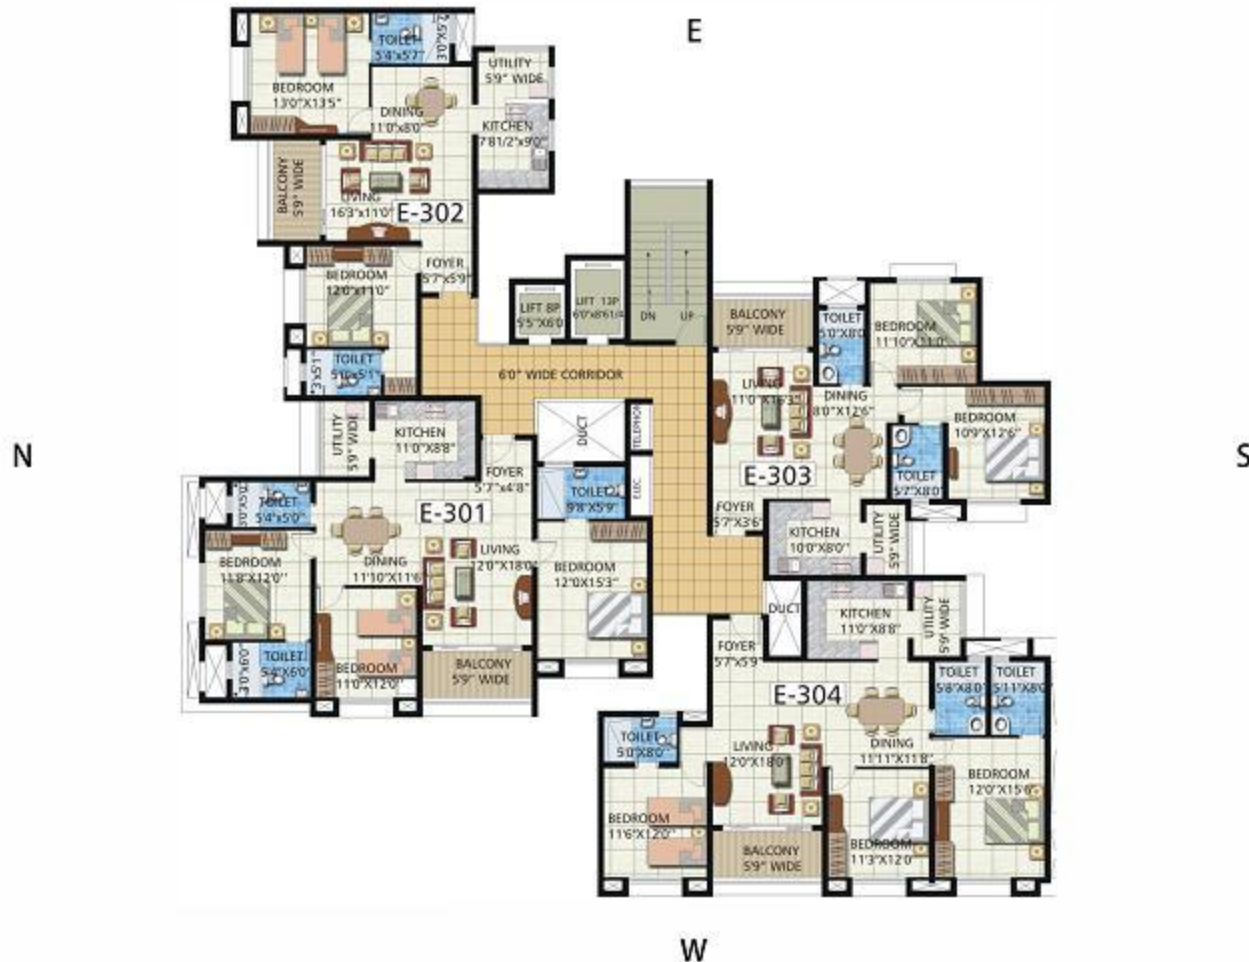 E
N
S
W
TOILET
5'4"x5'7"
3'0"X5'7
BEDROOM
13'0"X13'5"
DINING
11'0"x8'0"
UTILITY
5'9" WIDE
KITCHEN
7'81/2"x9'0"
BALCONY
5'9" WIDE
LIVING
16'3"x11'0"
E-302
BEDROOM
12'0"x11'0"
FOYER
5'7"x5'9"
TOILET
5'0"x5'1"
3'x5'1"
LIFT 8P
5'5"X6'0
LIFT 13P
6'0"x8'61/4
DN
UP
6'0" WIDE CORRIDOR
DUCT
TELEPHON
ELEC
BALCONY
5'9" WIDE
TOILET
5'0"X8'0
BEDROOM
11'10"X11'0"
LIVING
11'0"X16'3"
DINING
8'0"X12'6"
BEDROOM
10'9"X12'6"
E-303
TOILET
5'7"X8'0"
FOYER
5'7"X3'6"
KITCHEN
10'0"X8'0"
UTILITY
5'9" WIDE
UTILITY
5'9" WIDE
KITCHEN
11'0"X8'8"
FOYER
5'7"x4'8"
TOILET
9'8"X5'9"
3'0"X5'0"
TOILET
5'4"x5'0"
E-301
BEDROOM
11'8"X12'0"
DINING
11'10"X11'6"
LIVING
12'0"X18'0"
BEDROOM
12'0X15'3"
3'0"X6'0"
TOILET
5'4"X6'0"
BEDROOM
11'0"X12'0"
BALCONY
5'9" WIDE
DUCT
KITCHEN
11'0"X8'8"
UTILITY
5'9" WIDE
FOYER
5'7"x5'9"
E-304
TOILET
5'8"X8'0"
TOILET
5'11"X8'0"
TOILET
5'0"X8'0"
LIVING
12'0"X18'0"
DINING
11'11"X11'8"
BEDROOM
12'0"X15'6"
BEDROOM
11'6"X12'0"
BALCONY
5'9" WIDE
BEDROOM
11'3"X12'0